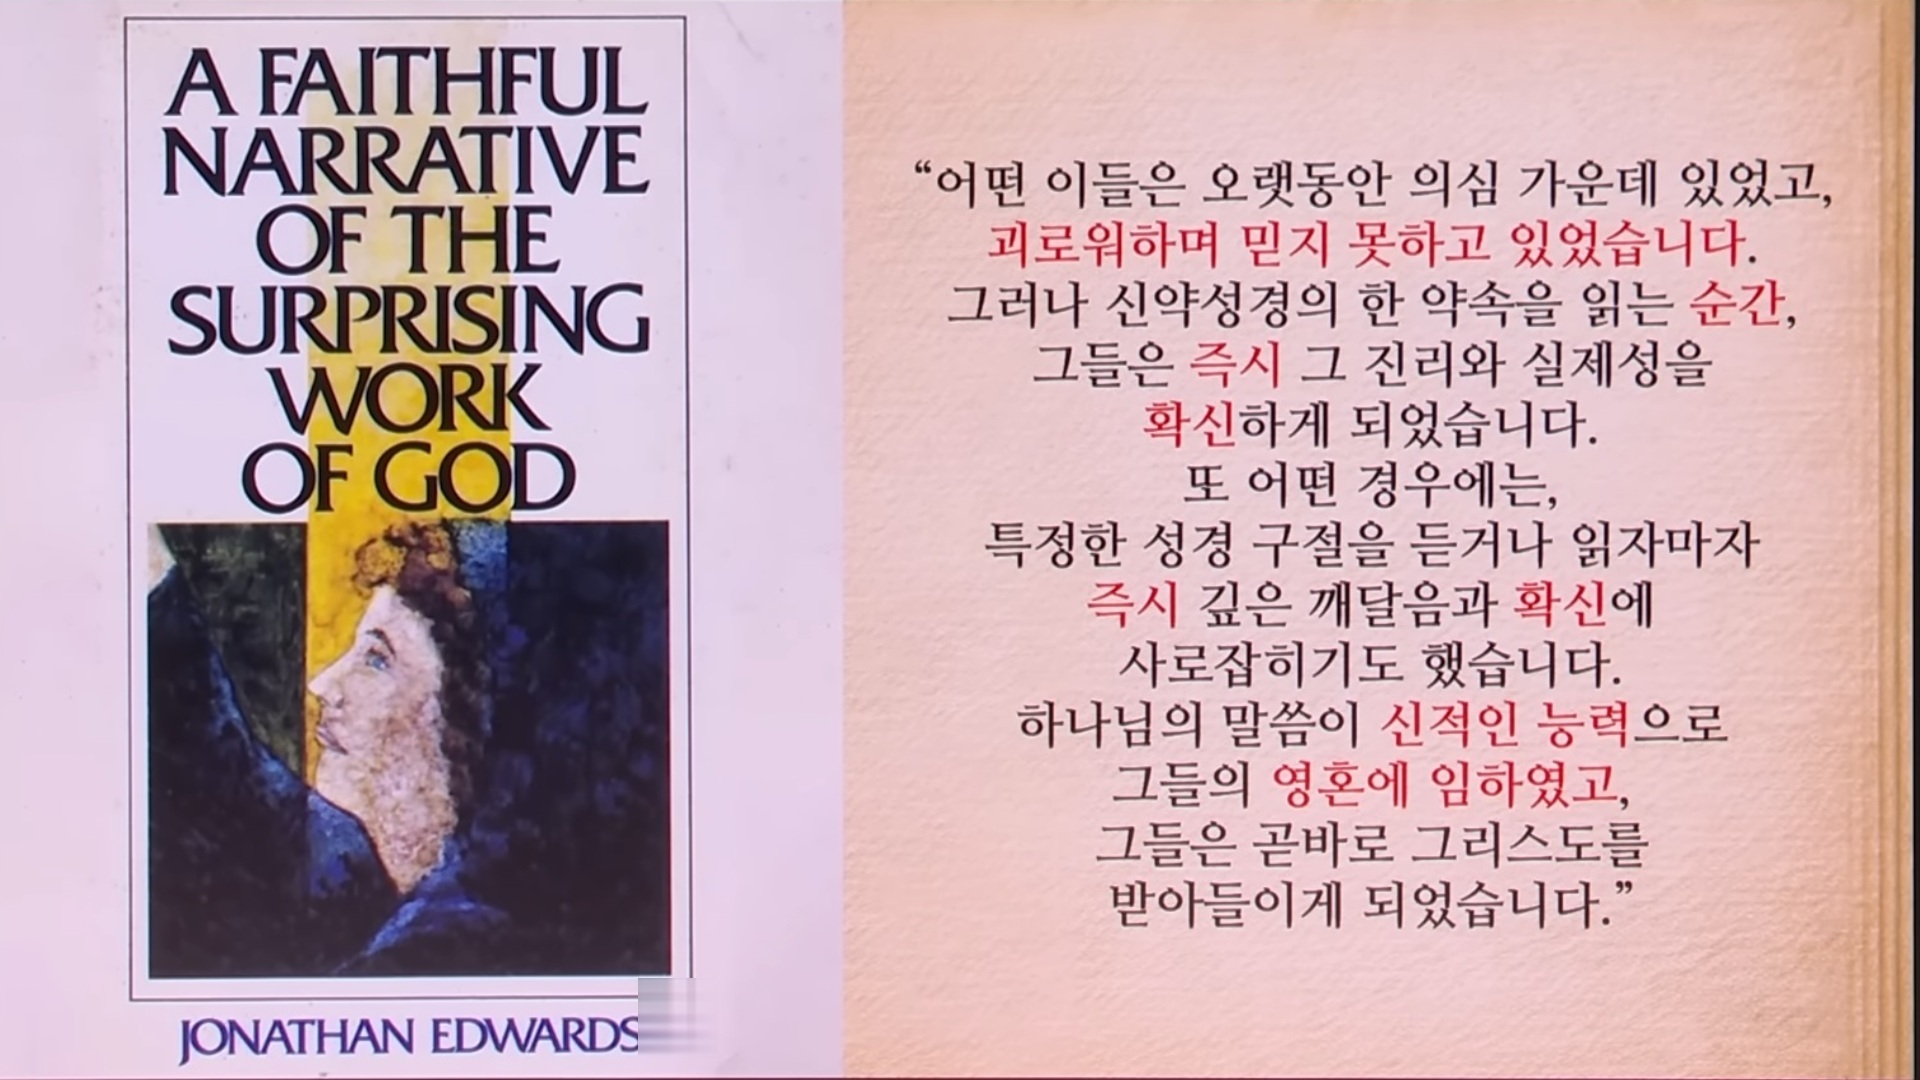 A FAITHFUL
NARRATIVE
OF THE
SURPRISING
WORK
OF GOD
JONATHAN EDWARDS
“어떤 이들은 오랫동안 의심 가운데 있었고,
괴로워하며 믿지 못하고 있었습니다.
그러나 신약성경의 한 약속을 읽는 순간,
그들은 즉시 그 진리와 실제성을
확신하게 되었습니다.
또 어떤 경우에는,
특정한 성경 구절을 듣거나 읽자마자
즉시 깊은 깨달음과 확신에
사로잡히기도 했습니다.
하나님의 말씀이 신적인 능력으로
그들의 영혼에 임하였고,
그들은 곧바로 그리스도를
받아들이게 되었습니다.”